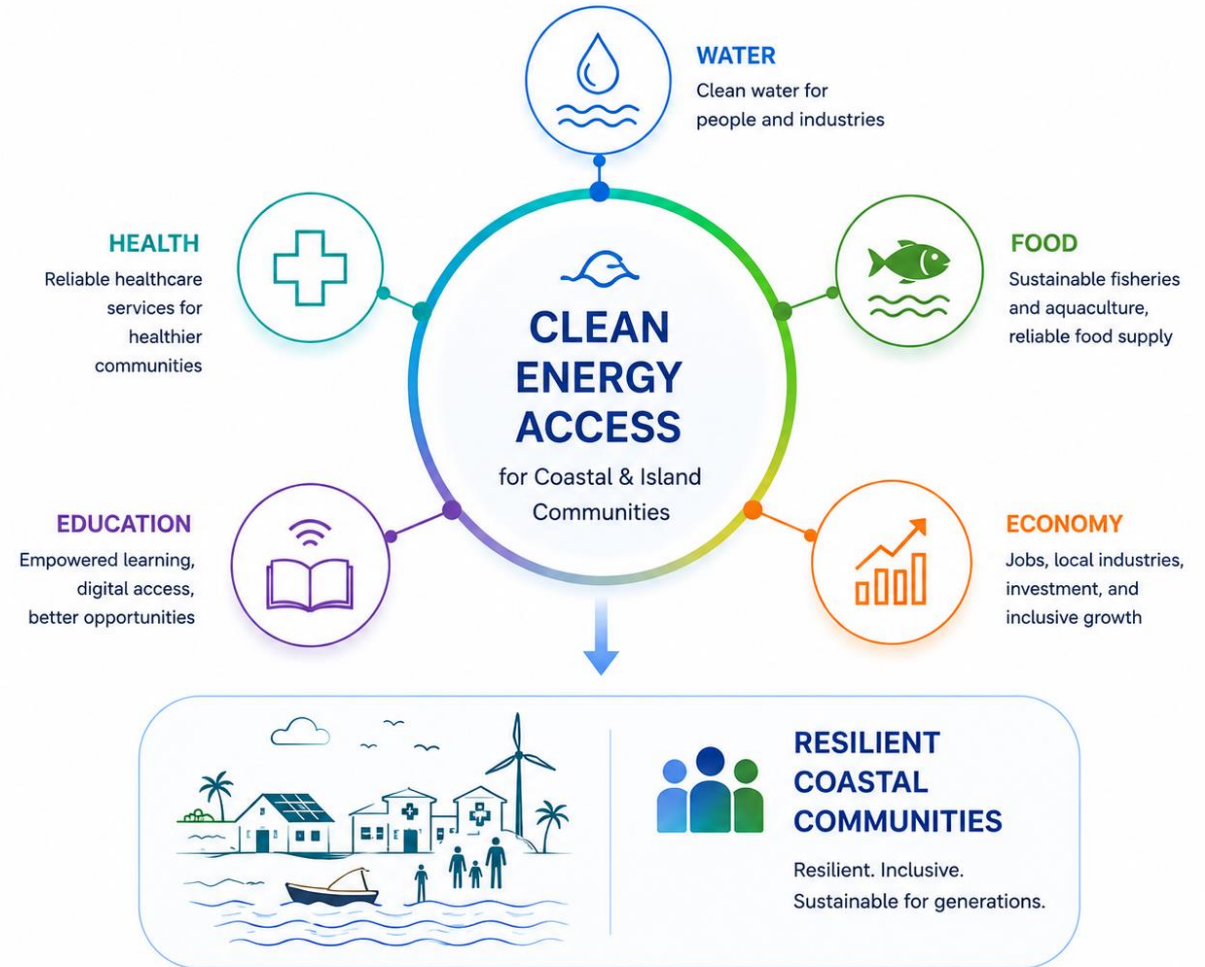 WATER
Clean water for
people and industries
HEALTH
Reliable healthcare
services for
healthier
communities
FOOD
Sustainable fisheries
and aquaculture,
reliable food supply
CLEAN
ENERGY
ACCESS
for Coastal & Island
Communities
EDUCATION
Empowered learning,
digital access,
better opportunities
ECONOMY
Jobs, local industries,
investment, and
inclusive growth
RESILIENT
COASTAL
COMMUNITIES
Resilient. Inclusive.
Sustainable for generations.